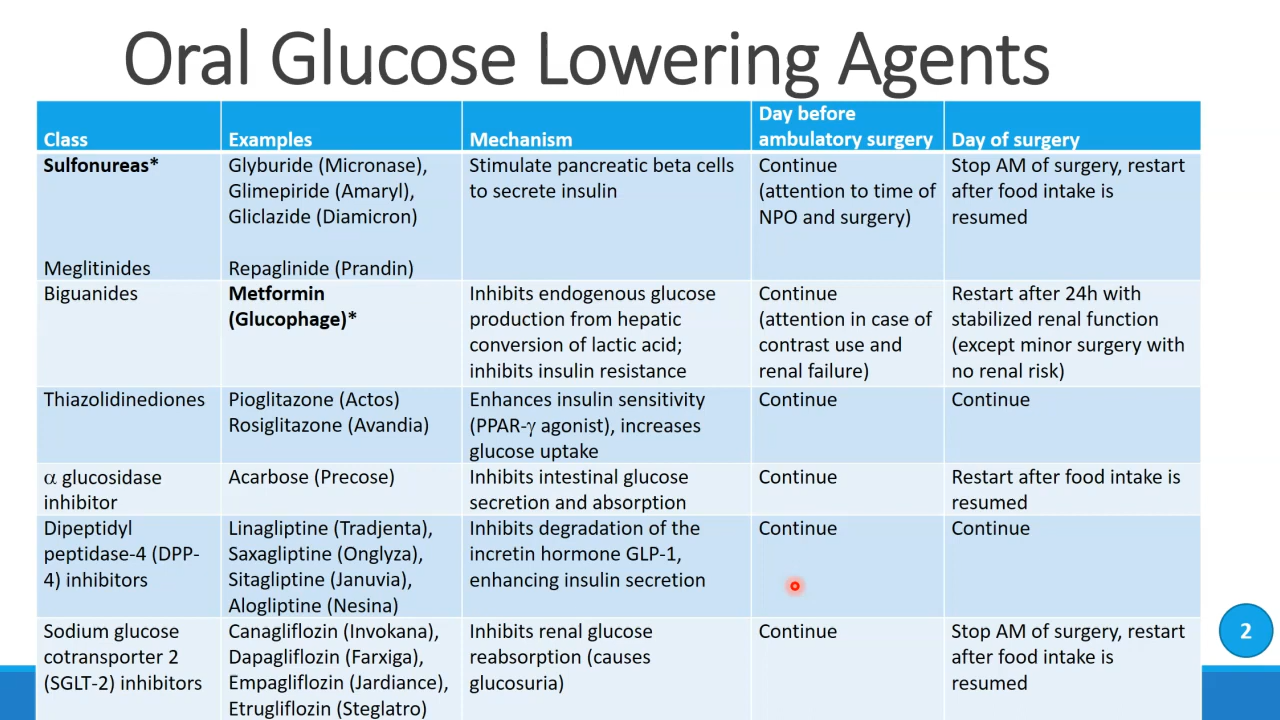 Oral Glucose Lowering Agents
Class
Examples
Mechanism
Day before
ambulatory surgery
Day of surgery
Sulfonureas*
Meglitinides
Glyburide (Micronase),
Glimepiride (Amaryl),
Gliclazide (Diamicron)
Repaglinide (Prandin)
Stimulate pancreatic beta cells
to secrete insulin
Continue
(attention to time of
NPO and surgery)
Stop AM of surgery, restart
after food intake is
resumed
Biguanides
Metformin
(Glucophage)*
Inhibits endogenous glucose
production from hepatic
conversion of lactic acid;
inhibits insulin resistance
Continue
(attention in case of
contrast use and
renal failure)
Restart after 24h with
stabilized renal function
(except minor surgery with
no renal risk)
Thiazolidinediones
Pioglitazone (Actos)
Rosiglitazone (Avandia)
Enhances insulin sensitivity
(PPAR-γ agonist), increases
glucose uptake
Continue
Continue
α glucosidase
inhibitor
Acarbose (Precose)
Inhibits intestinal glucose
secretion and absorption
Continue
Restart after food intake is
resumed
Dipeptidyl
peptidase-4 (DPP-
4) inhibitors
Linagliptine (Tradjenta),
Saxagliptine (Onglyza),
Sitagliptine (Januvia),
Alogliptine (Nesina)
Inhibits degradation of the
incretin hormone GLP-1,
enhancing insulin secretion
Continue
Continue
Sodium glucose
cotransporter 2
(SGLT-2) inhibitors
Canagliflozin (Invokana),
Dapagliflozin (Farxiga),
Empagliflozin (Jardiance),
Etrugliflozin (Steglatro)
Inhibits renal glucose
reabsorption (causes
glucosuria)
Continue
Stop AM of surgery, restart
after food intake is
resumed
2